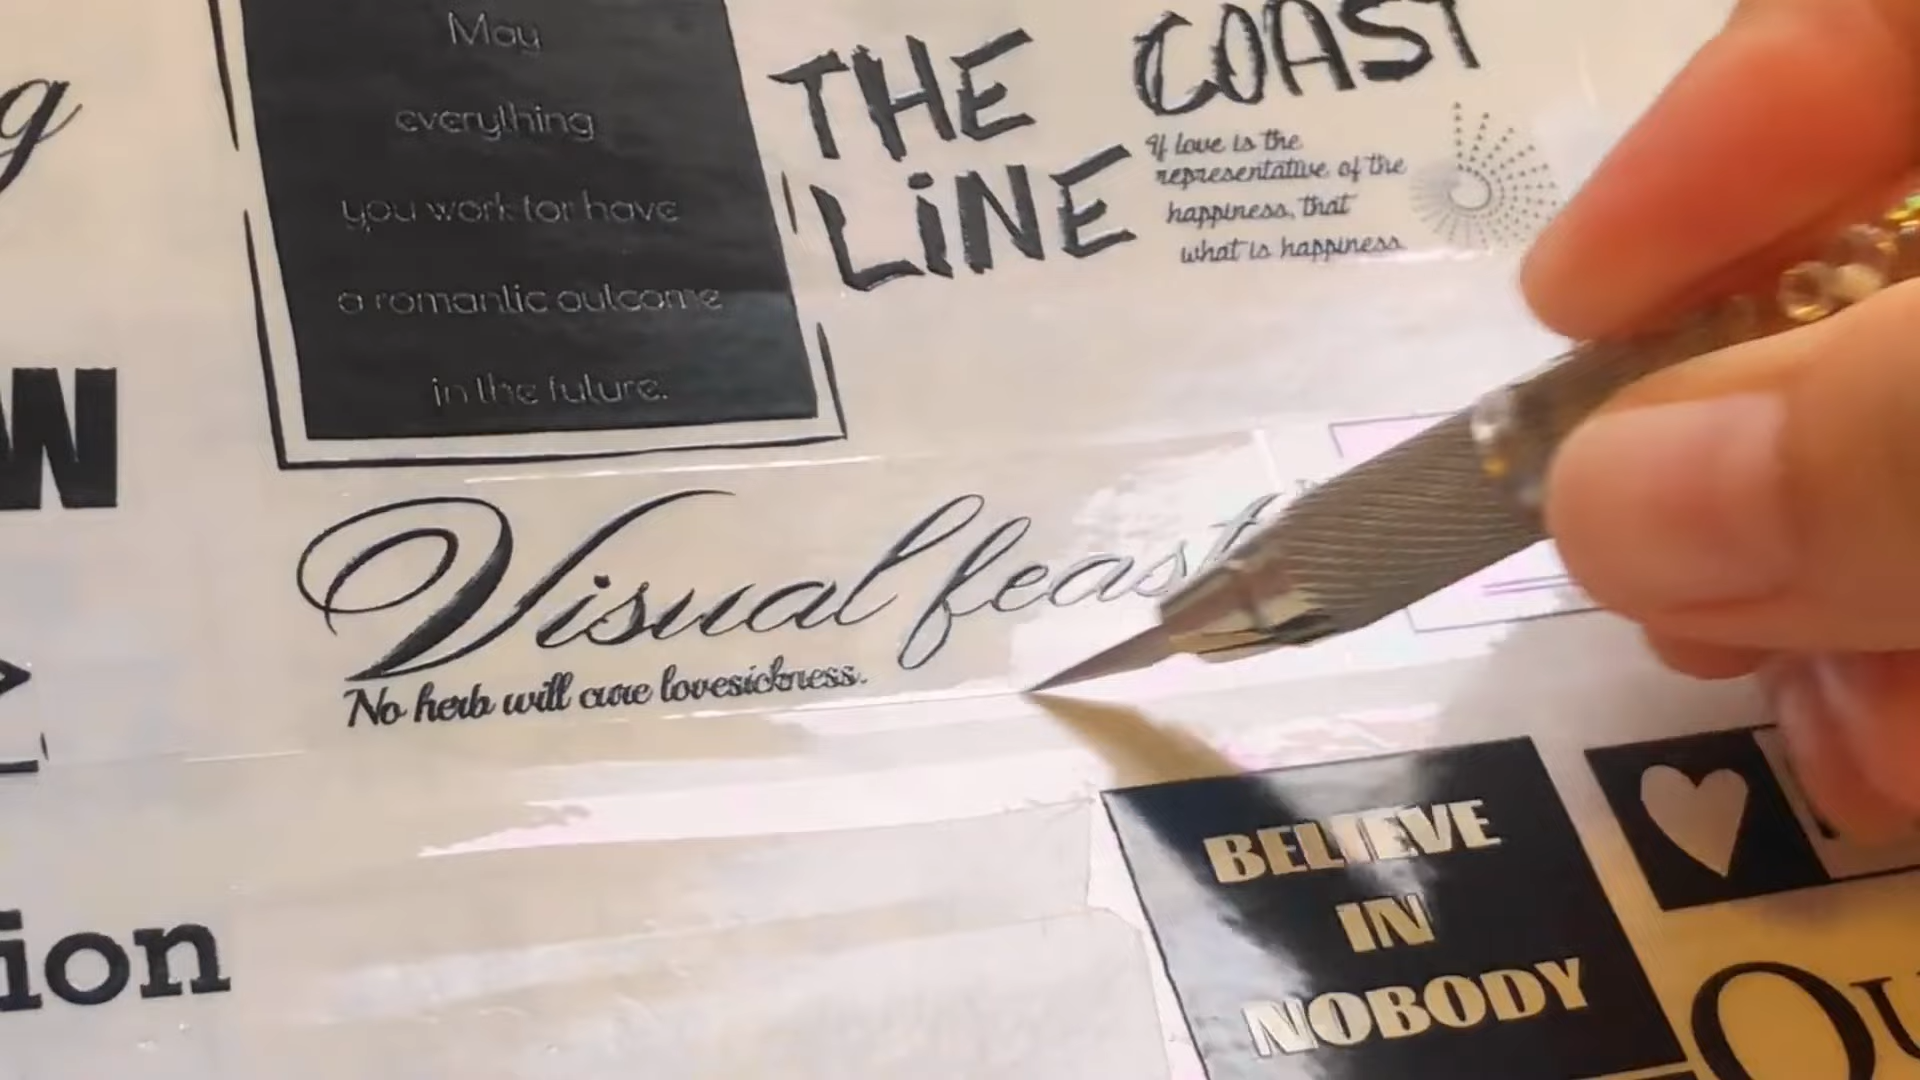 g
May
everything
you work for have
a romantic outcome
in the future.
THE COAST
LiNE
If love is the
representative of the
happiness, that
what is happiness
W
Visual feast
No herb will cure lovesickness.
BELIEVE
IN
NOBODY
ion
QU